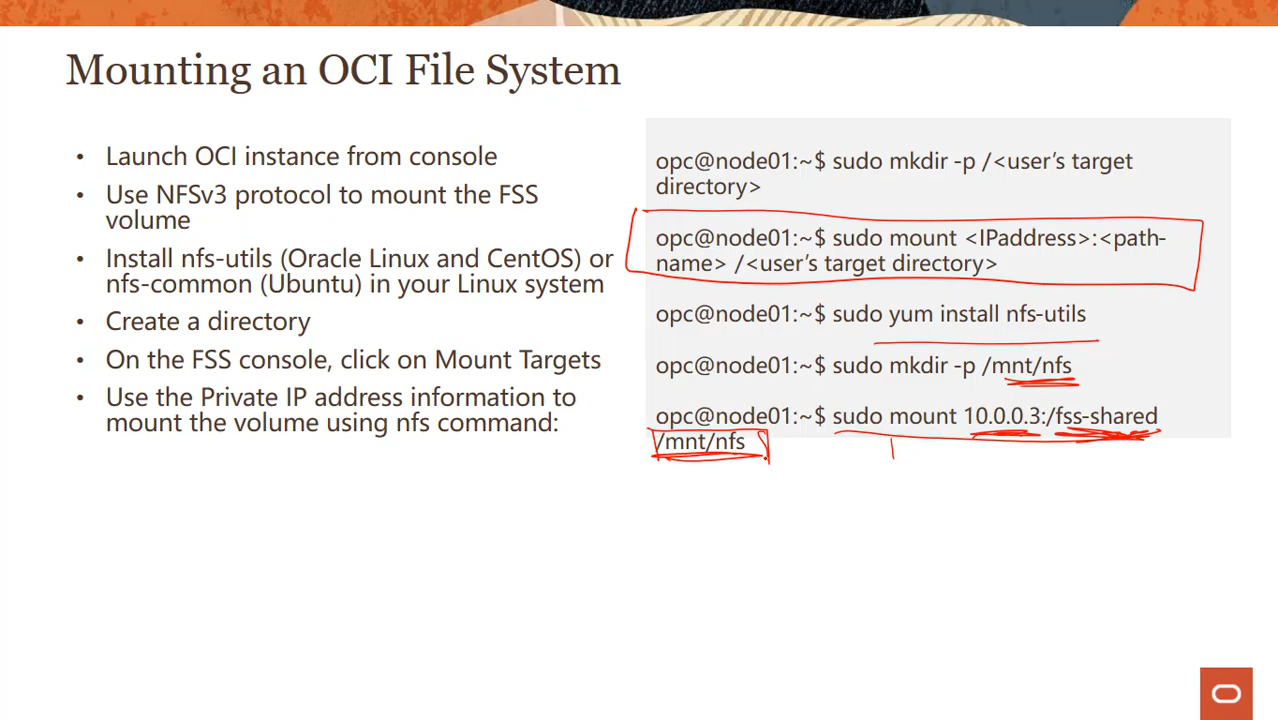 Mounting an OCI File System
• Launch OCI instance from console
• Use NFSv3 protocol to mount the FSS
volume
• Install nfs-utils (Oracle Linux and CentOS) or
nfs-common (Ubuntu) in your Linux system
• Create a directory
• On the FSS console, click on Mount Targets
• Use the Private IP address information to
mount the volume using nfs command:
opc@node01:~$ sudo mkdir -p /<user’s target
directory>
opc@node01:~$ sudo mount <IPaddress>:<path-
name> /<user’s target directory>
opc@node01:~$ sudo yum install nfs-utils
opc@node01:~$ sudo mkdir -p /mnt/nfs
opc@node01:~$ sudo mount 10.0.0.3:/fss-shared
/mnt/nfs